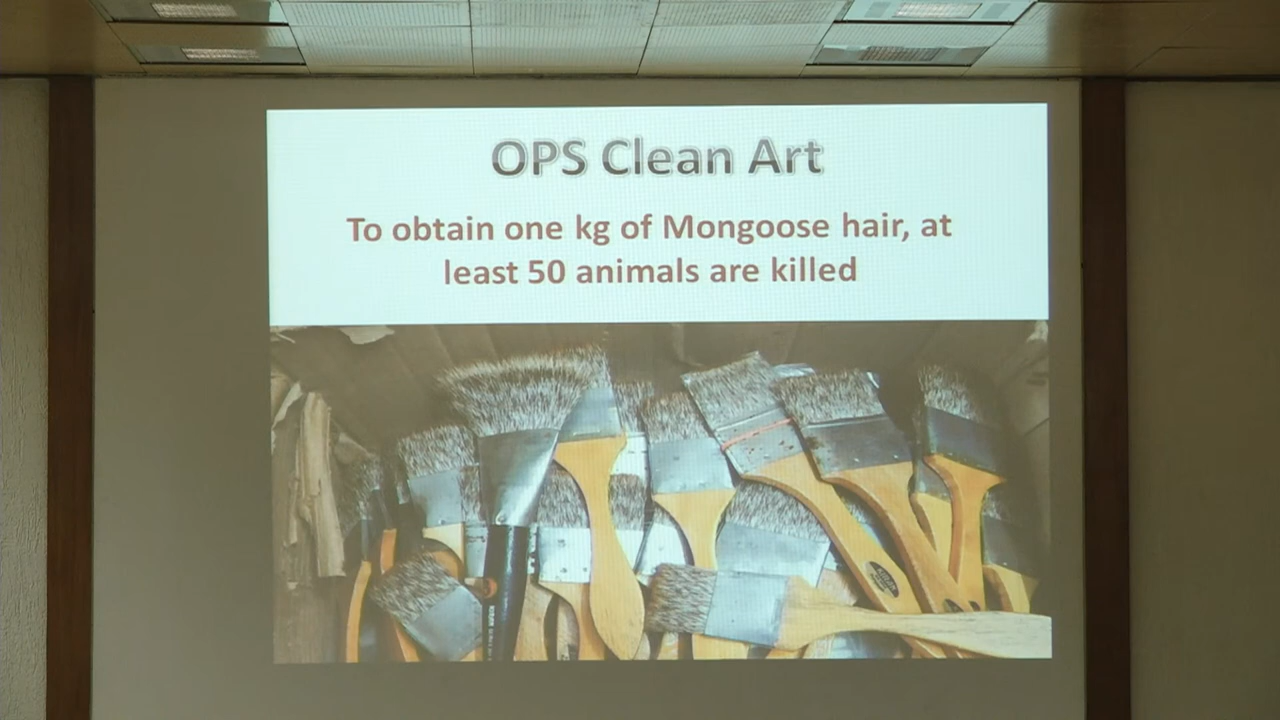 OPS Clean Art
To obtain one kg of Mongoose hair, at
least 50 animals are killed